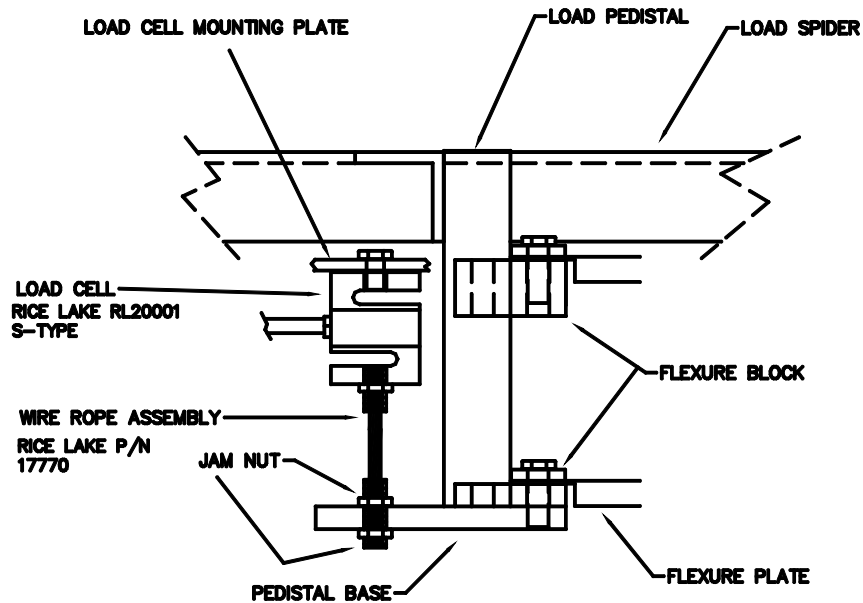 LOAD CELL MOUNTING PLATE
LOAD PEDISTAL
LOAD SPIDER
LOAD CELL
RICE LAKE RL20001
S-TYPE
FLEXURE BLOCK
WIRE ROPE ASSEMBLY
RICE LAKE P/N
17770
JAM NUT
PEDISTAL BASE
FLEXURE PLATE